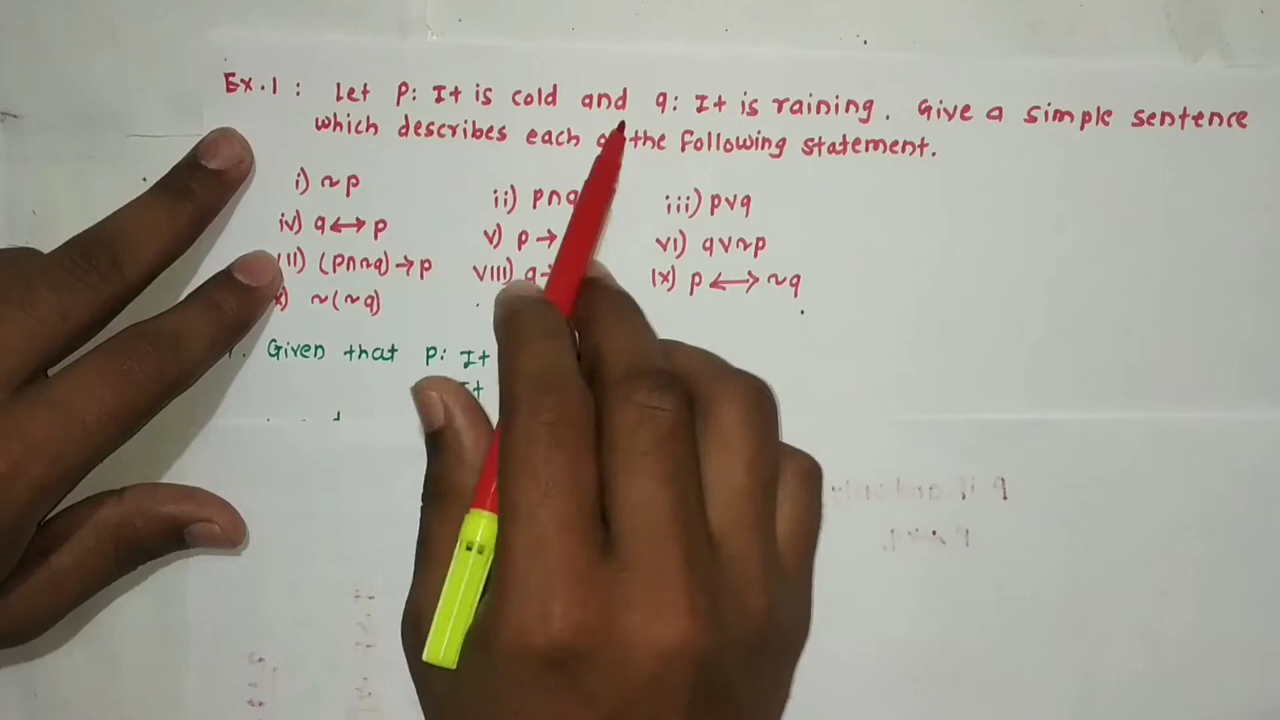 Ex.1 : Let p: It is cold and q: It is raining. Give a simple sentence
which describes each the Following statement.
i) ~p ii) p∩q iii) p∨q
iv) q↔p v) p→ vi) q∨~p
(p∩~q)→p viii) q→ ix) p↔~q
~(~q)
Given that p: It
It